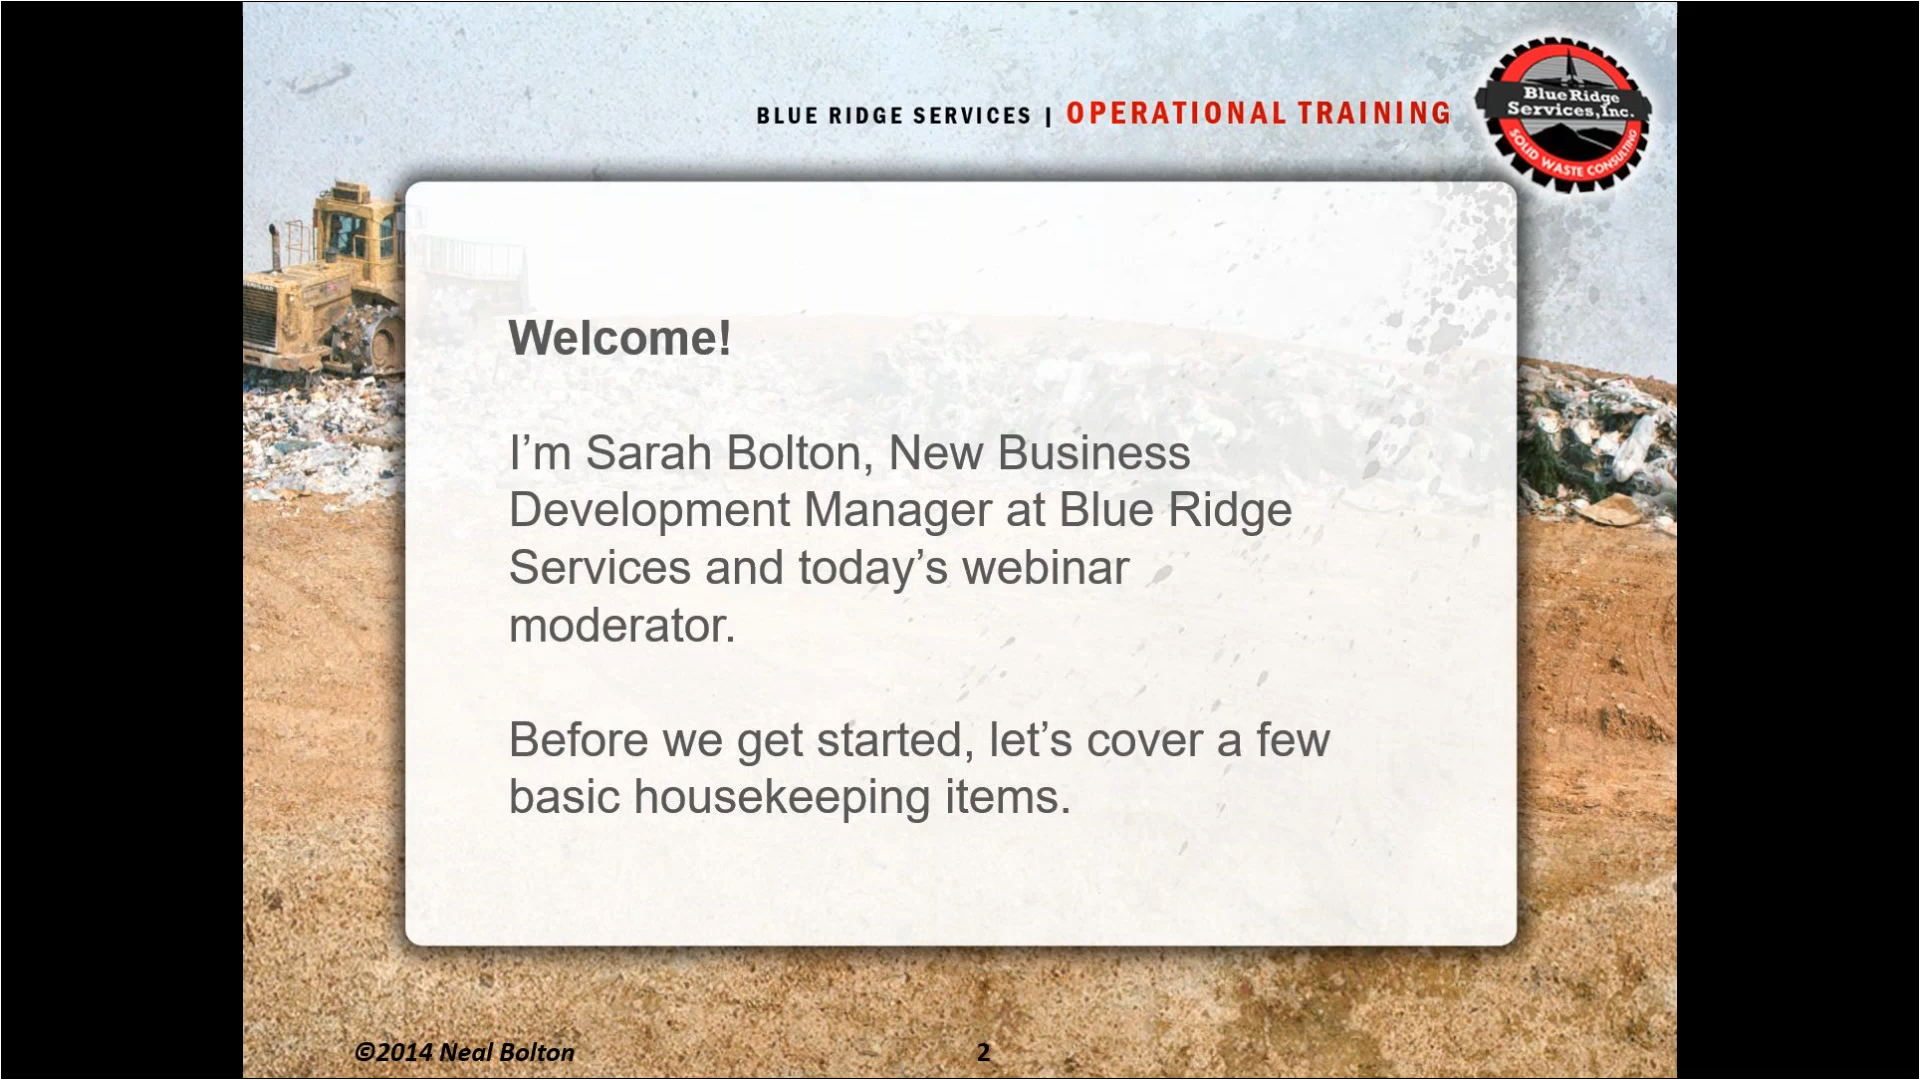 BLUE RIDGE SERVICES | OPERATIONAL TRAINING
Blue Ridge
Services, Inc.
SOLID WASTE CONSULTING
Welcome!
I’m Sarah Bolton, New Business
Development Manager at Blue Ridge
Services and today’s webinar
moderator.
Before we get started, let’s cover a few
basic housekeeping items.
©2014 Neal Bolton
2